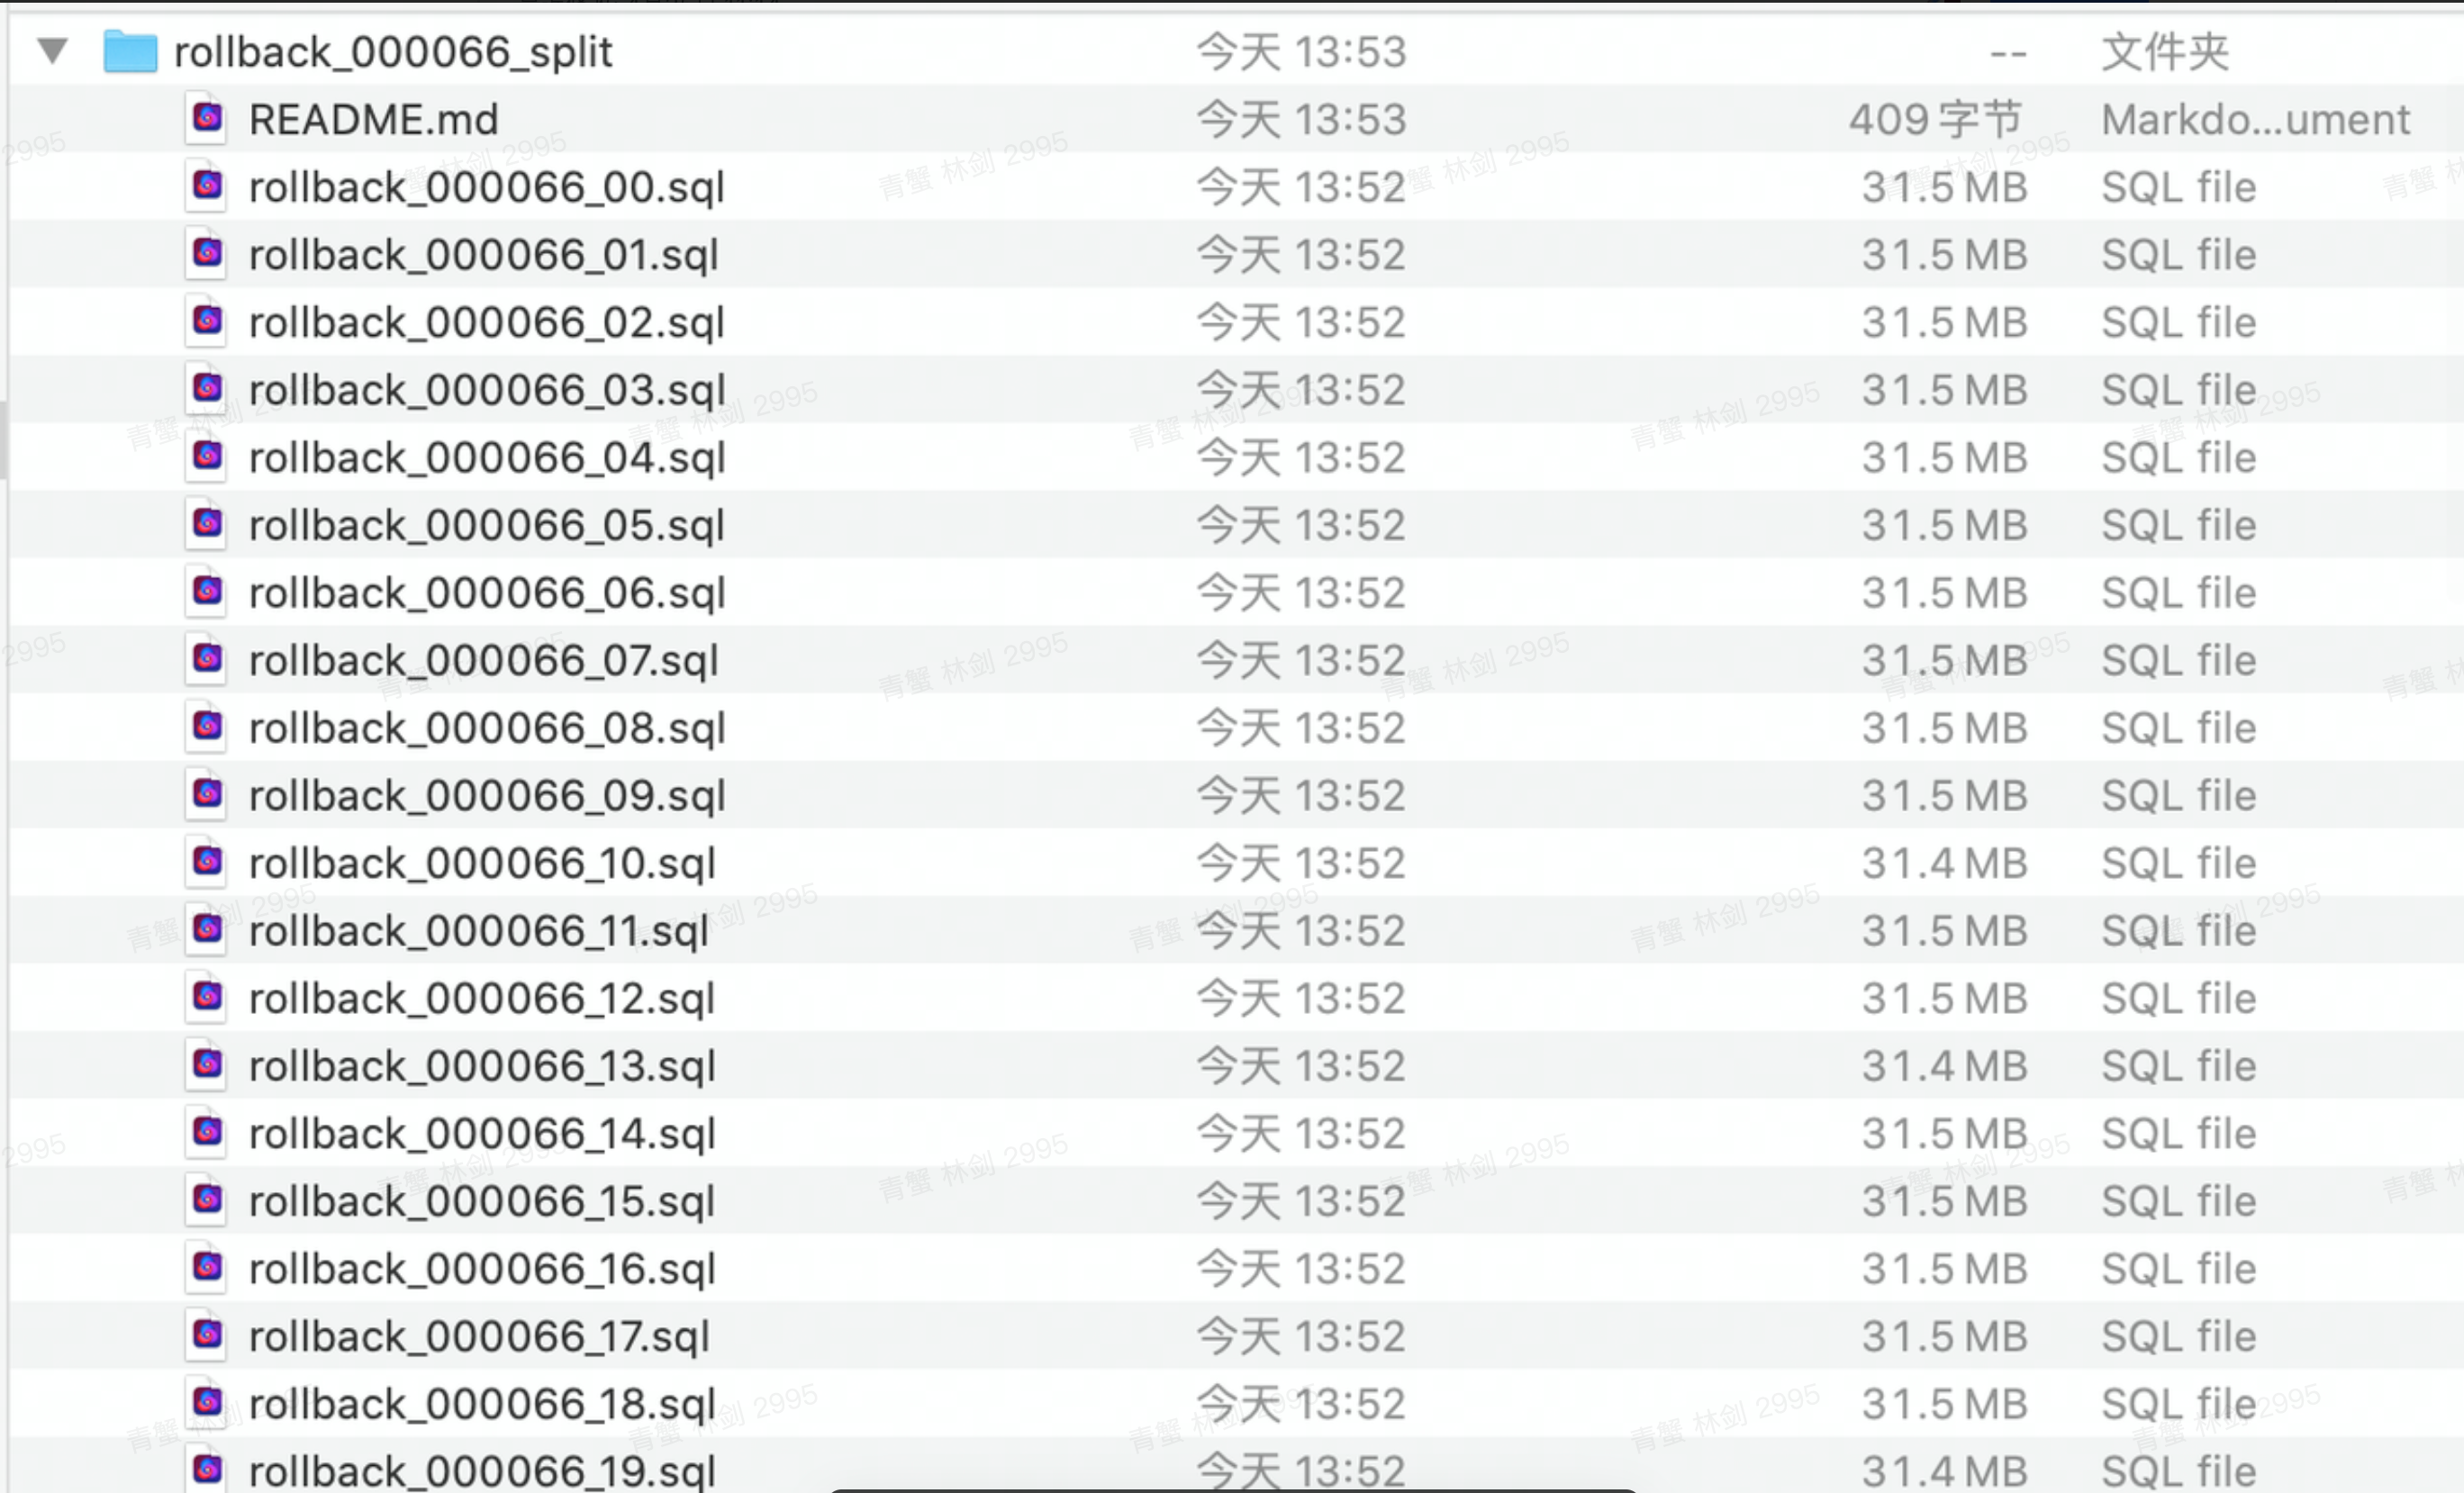 rollback_000066_split 今天 13:53 -- 文件夹
README.md 今天 13:53 409 字节 Markdo...ument
rollback_000066_00.sql 今天 13:52 31.5 MB SQL file
rollback_000066_01.sql 今天 13:52 31.5 MB SQL file
rollback_000066_02.sql 今天 13:52 31.5 MB SQL file
rollback_000066_03.sql 今天 13:52 31.5 MB SQL file
rollback_000066_04.sql 今天 13:52 31.5 MB SQL file
rollback_000066_05.sql 今天 13:52 31.5 MB SQL file
rollback_000066_06.sql 今天 13:52 31.5 MB SQL file
rollback_000066_07.sql 今天 13:52 31.5 MB SQL file
rollback_000066_08.sql 今天 13:52 31.5 MB SQL file
rollback_000066_09.sql 今天 13:52 31.5 MB SQL file
rollback_000066_10.sql 今天 13:52 31.4 MB SQL file
rollback_000066_11.sql 今天 13:52 31.5 MB SQL file
rollback_000066_12.sql 今天 13:52 31.5 MB SQL file
rollback_000066_13.sql 今天 13:52 31.4 MB SQL file
rollback_000066_14.sql 今天 13:52 31.5 MB SQL file
rollback_000066_15.sql 今天 13:52 31.5 MB SQL file
rollback_000066_16.sql 今天 13:52 31.5 MB SQL file
rollback_000066_17.sql 今天 13:52 31.5 MB SQL file
rollback_000066_18.sql 今天 13:52 31.5 MB SQL file
rollback_000066_19.sql 今天 13:52 31.4 MB SQL file
青蟹 林剑 2995